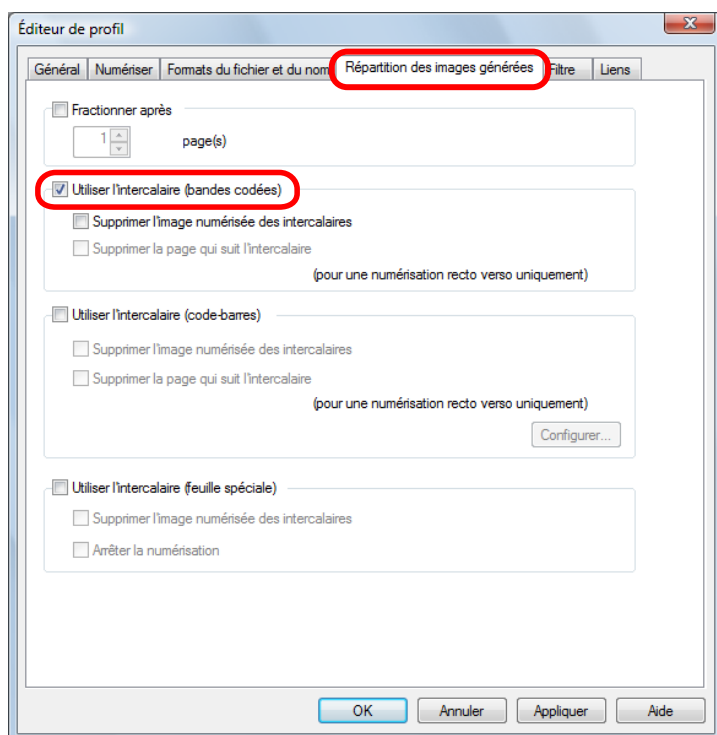 Éditeur de profil
Général Numériser Formats du fichier et du nom Répartition des images générées Filtre Liens
Fractionner après
1 page(s)
Utiliser l'intercalaire (bandes codées)
Supprimer l'image numérisée des intercalaires
Supprimer la page qui suit l'intercalaire
(pour une numérisation recto verso uniquement)
Utiliser l'intercalaire (code-barres)
Supprimer l'image numérisée des intercalaires
Supprimer la page qui suit l'intercalaire
(pour une numérisation recto verso uniquement)
Configurer...
Utiliser l'intercalaire (feuille spéciale)
Supprimer l'image numérisée des intercalaires
Arrêter la numérisation
OK Annuler Appliquer Aide